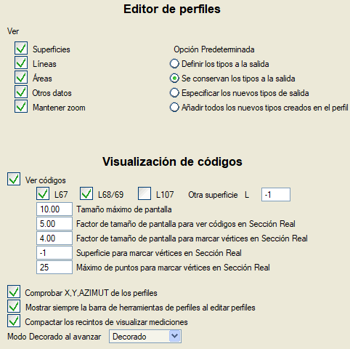 Editor de perfiles
Ver
Superficies
Opción Predeterminada
Líneas
Definir los tipos a la salida
Áreas
Se conservan los tipos a la salida
Otros datos
Especificar los nuevos tipos de salida
Mantener zoom
Añadir todos los nuevos tipos creados en el perfil
Visualización de códigos
Ver códigos
L67 L68/69 L107 Otra superficie L -1
10.00 Tamaño máximo de pantalla
5.00 Factor de tamaño de pantalla para ver códigos en Sección Real
4.00 Factor de tamaño de pantalla para marcar vértices en Sección Real
-1 Superficie para marcar vértices en Sección Real
25 Máximo de puntos para marcar vértices en Sección Real
Comprobar X,Y,AZIMUT de los perfiles
Mostrar siempre la barra de herramientas de perfiles al editar perfiles
Compactar los recintos de visualizar mediciones
Modo Decorado al avanzar Decorado